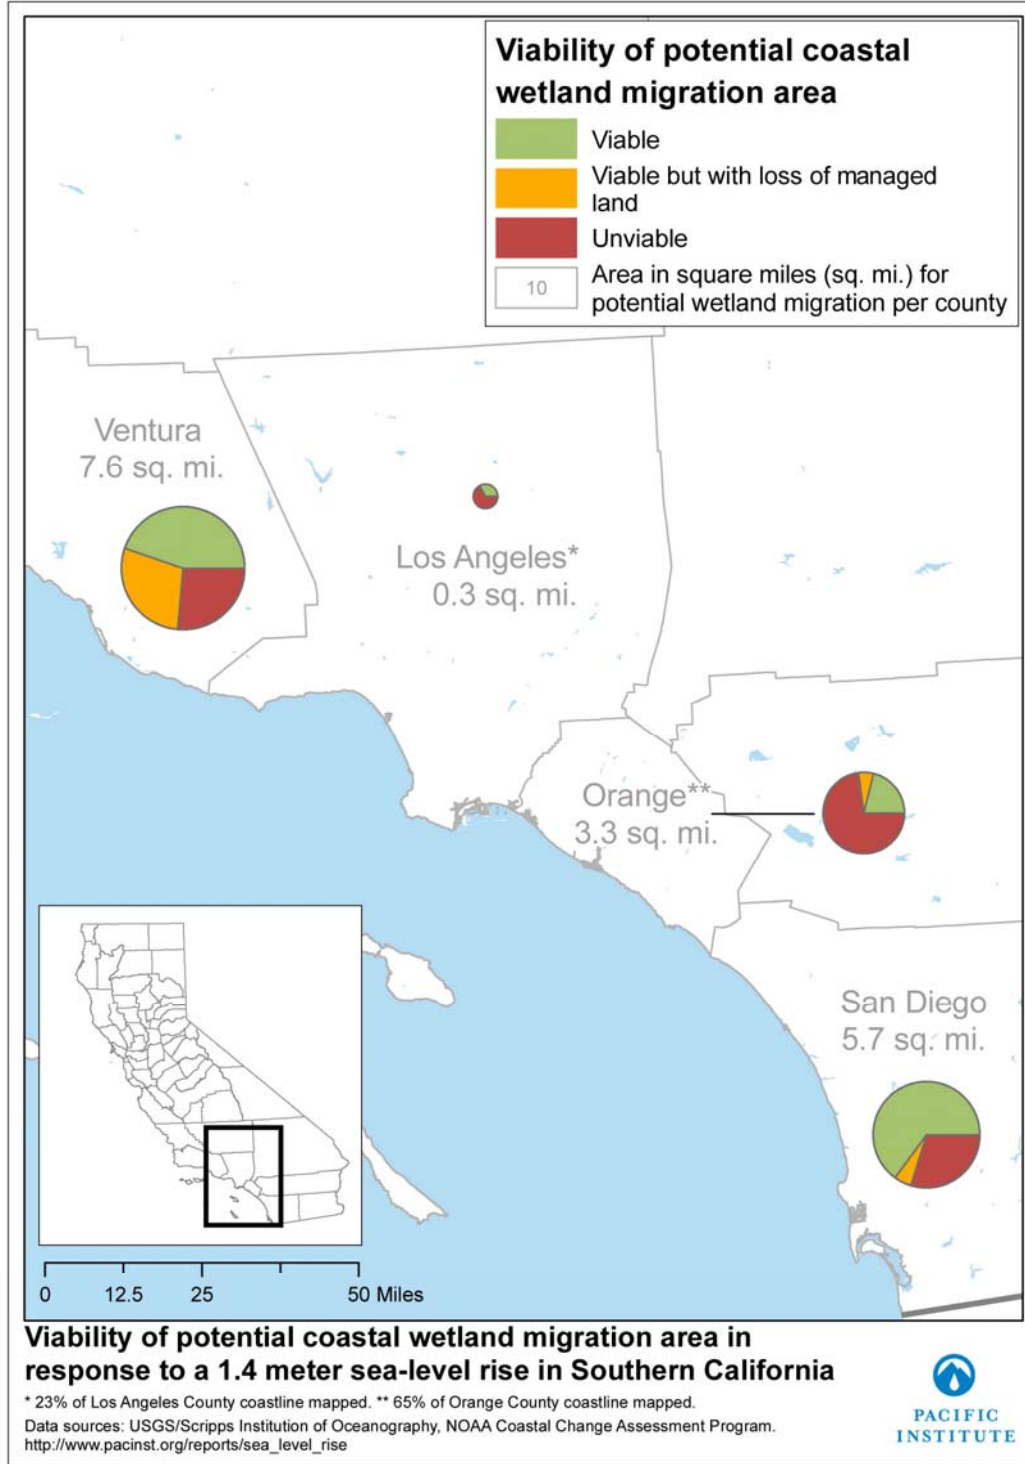 Viability of potential coastal
wetland migration area
Viable
Viable but with loss of managed
land
Unviable
10
Area in square miles (sq. mi.) for
potential wetland migration per county
Ventura
7.6 sq. mi.
Los Angeles*
0.3 sq. mi.
Orange**
3.3 sq. mi.
San Diego
5.7 sq. mi.
0 12.5 25 50 Miles
Viability of potential coastal wetland migration area in
response to a 1.4 meter sea-level rise in Southern California
* 23% of Los Angeles County coastline mapped. ** 65% of Orange County coastline mapped.
Data sources: USGS/Scripps Institution of Oceanography, NOAA Coastal Change Assessment Program.
http://www.pacinst.org/reports/sea_level_rise
PACIFIC
INSTITUTE